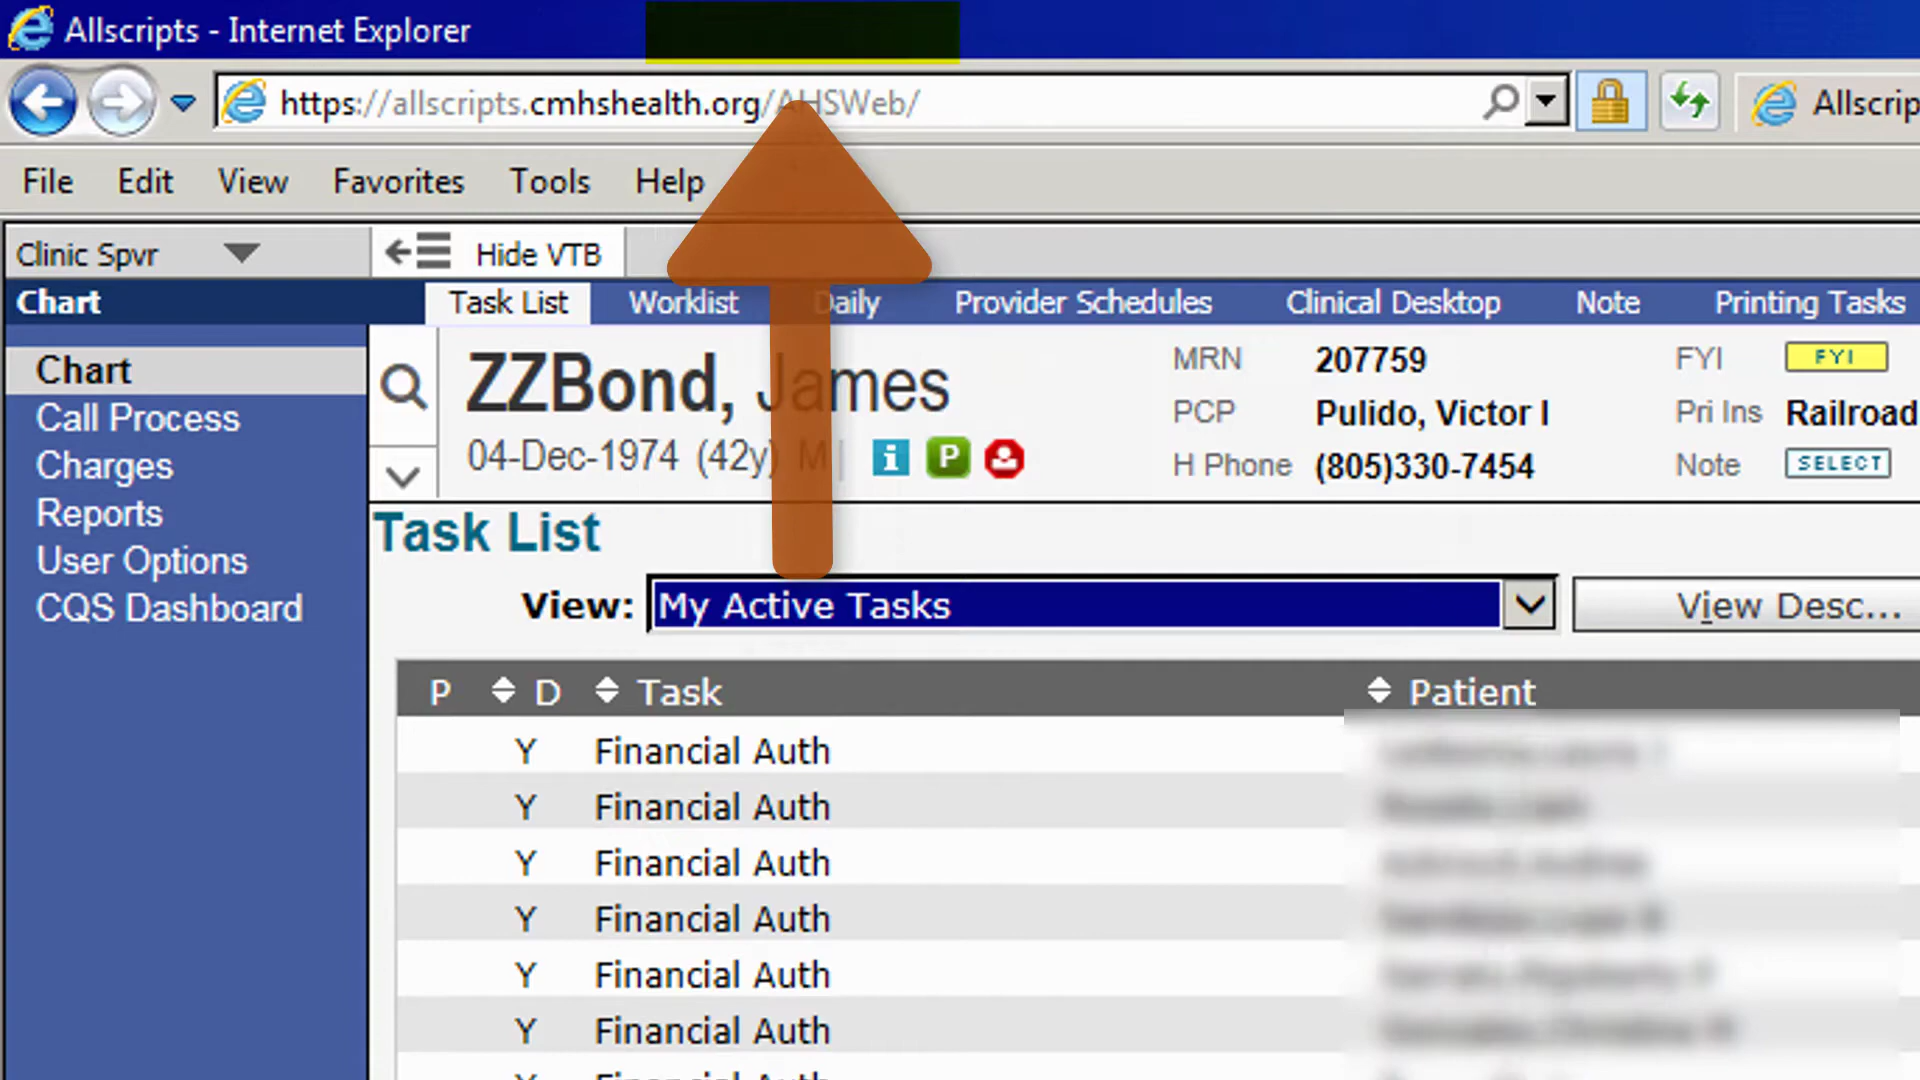 Allscripts - Internet Explorer
https://allscripts.cmhshealth.org/AHSWeb/
Allscrip
File Edit View Favorites Tools Help
Clinic Spvr Hide VTB
Chart Task List Worklist Daily Provider Schedules Clinical Desktop Note Printing Tasks
Chart
Call Process
Charges
Reports
User Options
CQS Dashboard
ZZBond, James
04-Dec-1974 (42y) M
MRN 207759 FYI FYI
PCP Pulido, Victor I Pri Ins Railroad
H Phone (805)330-7454 Note SELECT
Task List
View: My Active Tasks View Desc...
P D Task Patient
Y Financial Auth
Y Financial Auth
Y Financial Auth
Y Financial Auth
Y Financial Auth
Y Financial Auth